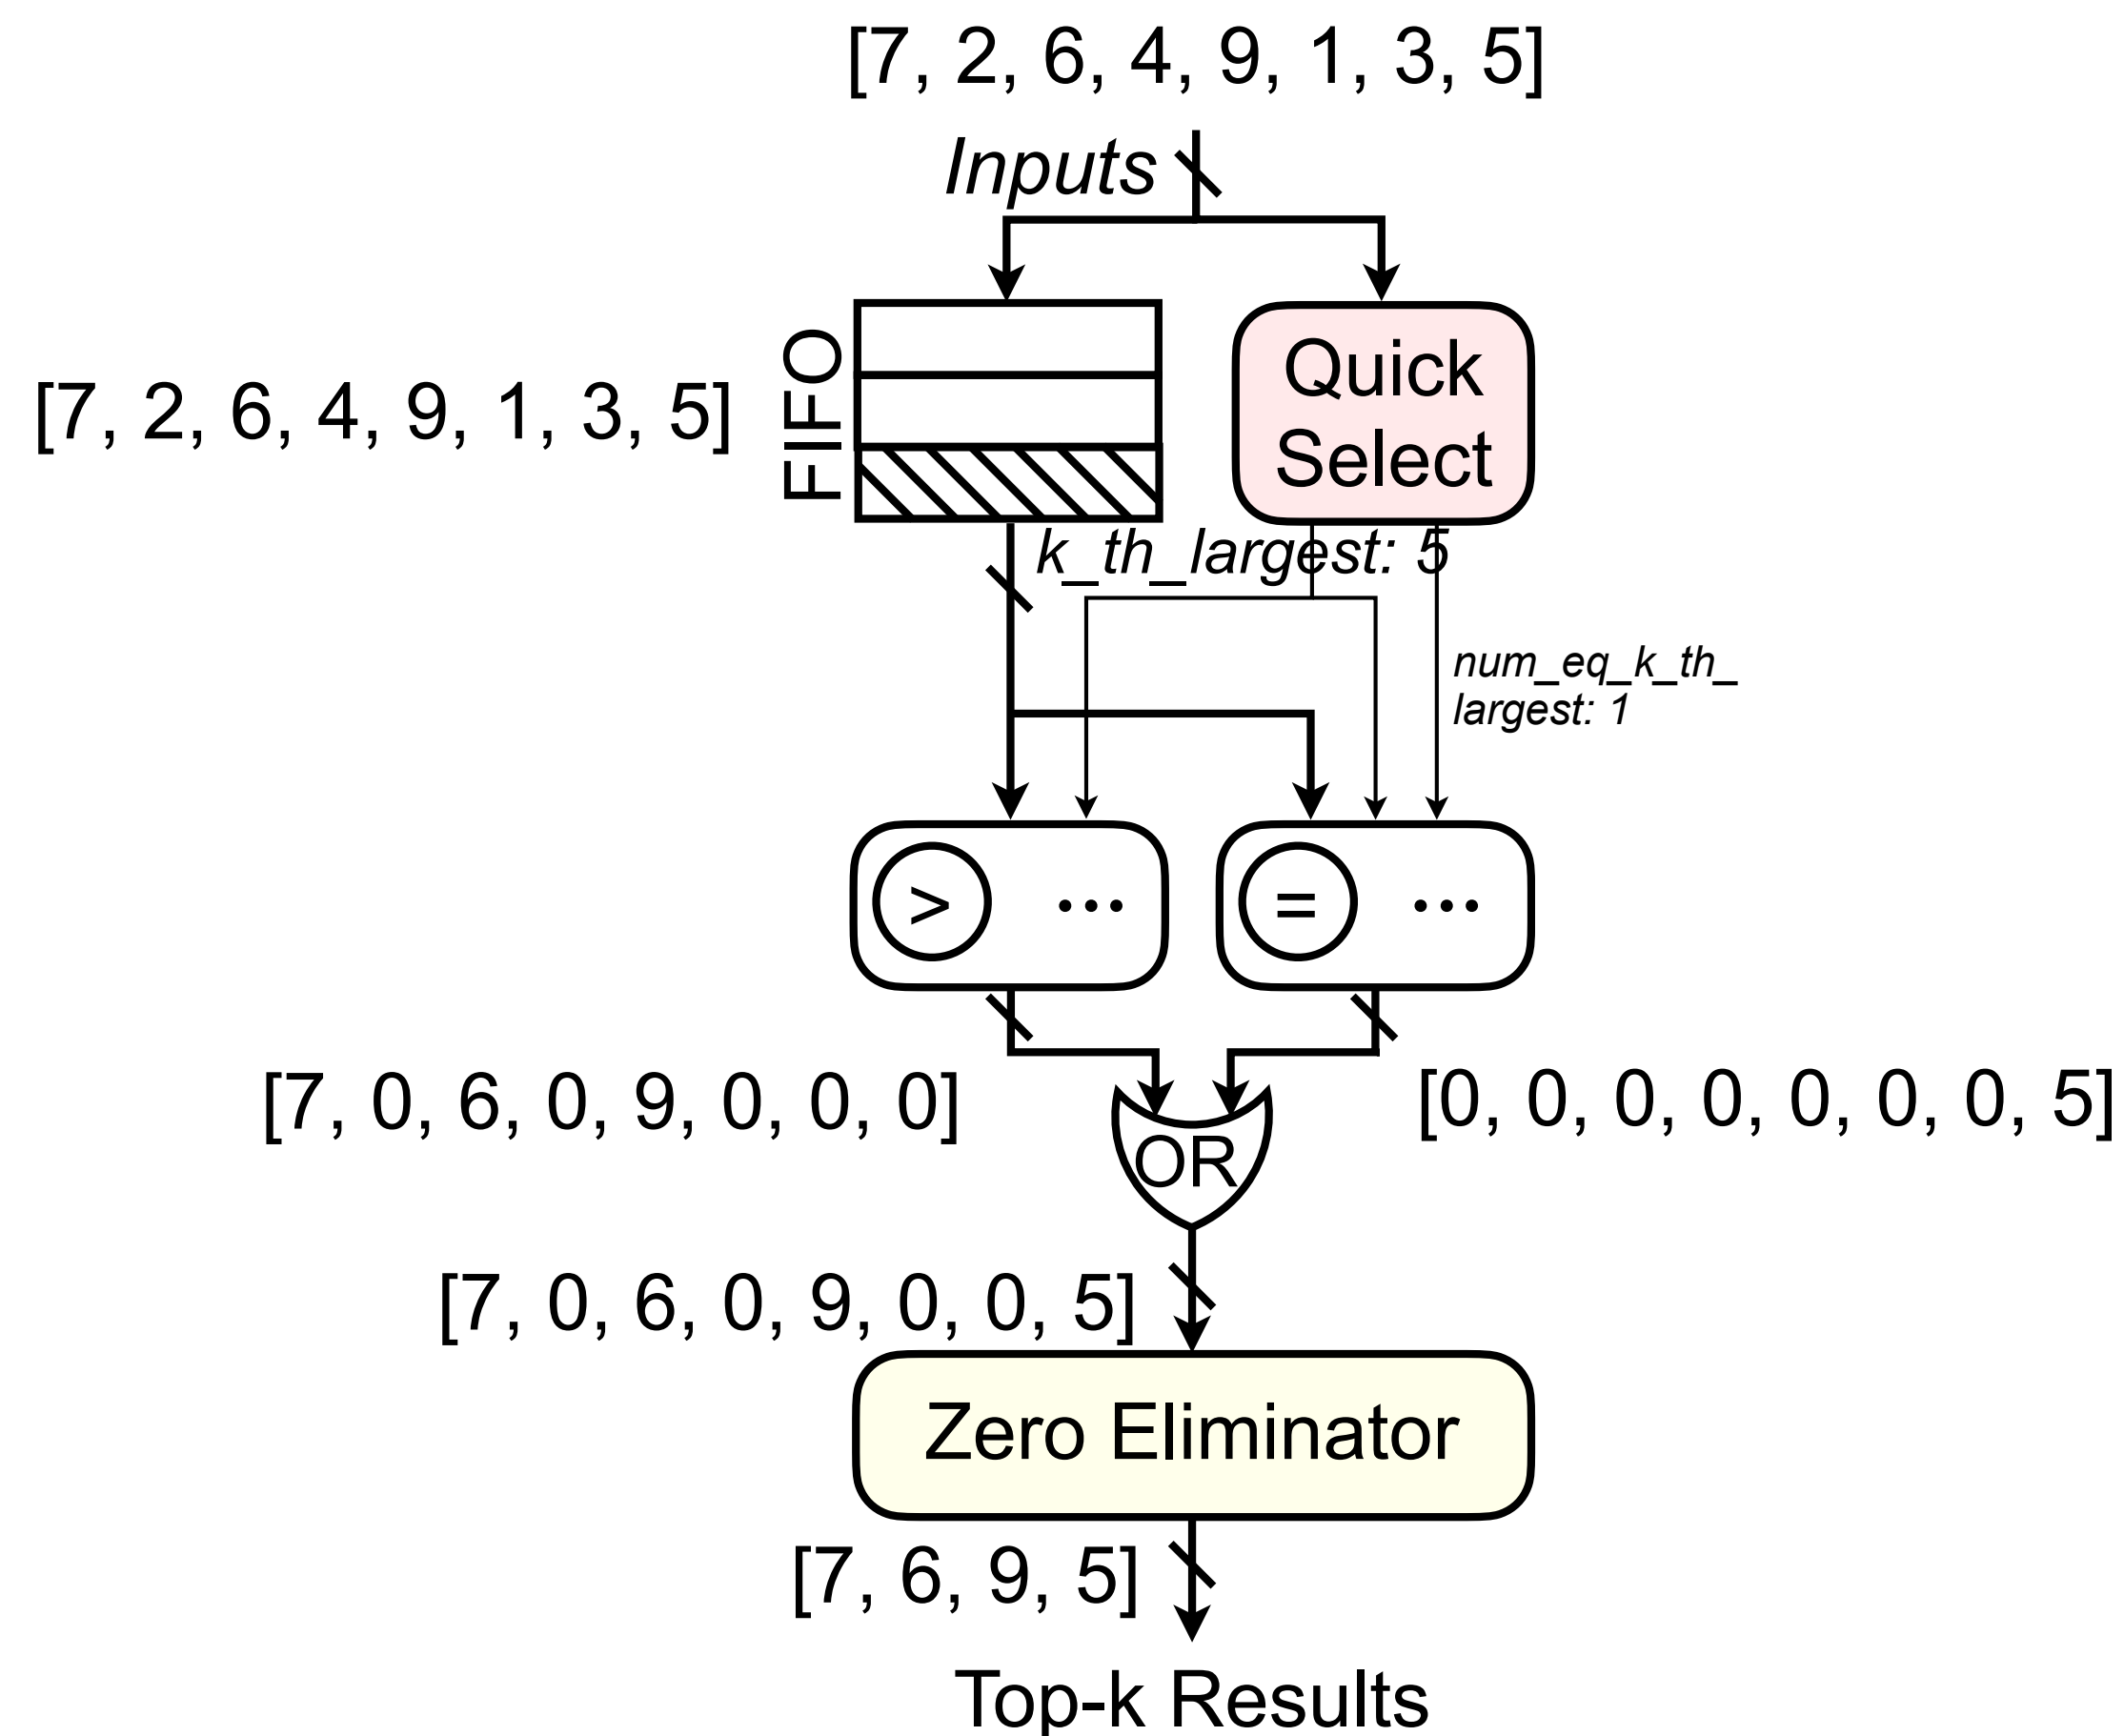 [7, 2, 6, 4, 9, 1, 3, 5]
Inputs
[7, 2, 6, 4, 9, 1, 3, 5]
FIFO
Quick
Select
k_th_largest: 5
num_eq_k_th_
largest: 1
> ...
= ...
[7, 0, 6, 0, 9, 0, 0, 0]
[0, 0, 0, 0, 0, 0, 0, 5]
OR
[7, 0, 6, 0, 9, 0, 0, 5]
Zero Eliminator
[7, 6, 9, 5]
Top-k Results